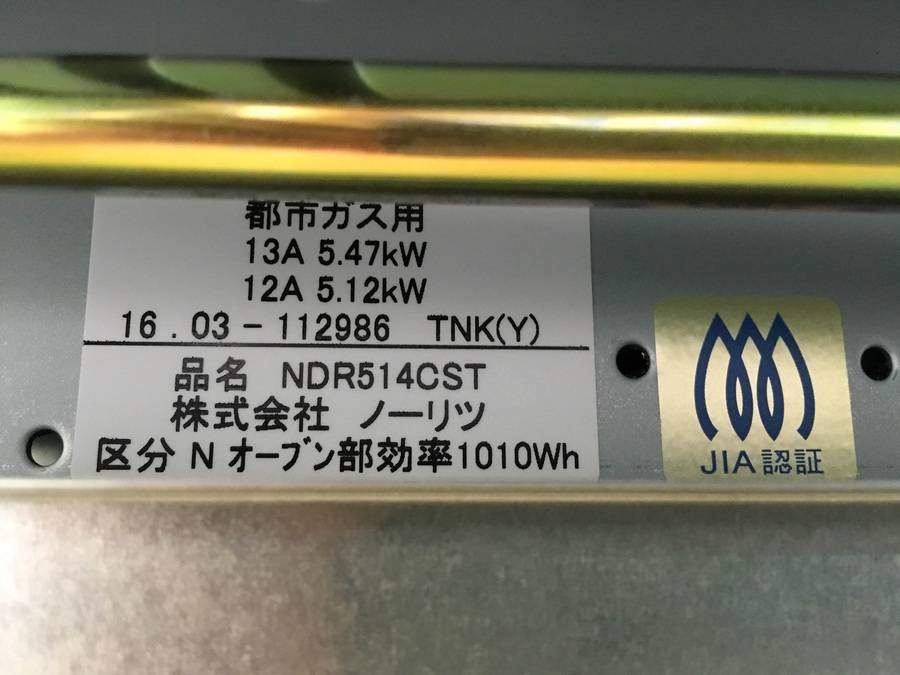 都市ガス用
13A 5.47kW
12A 5.12kW
16.03-112986 TNK(Y)
品名 NDR514CST
株式会社 ノーリツ
区分 N オーブン部効率1010Wh
JIA認証